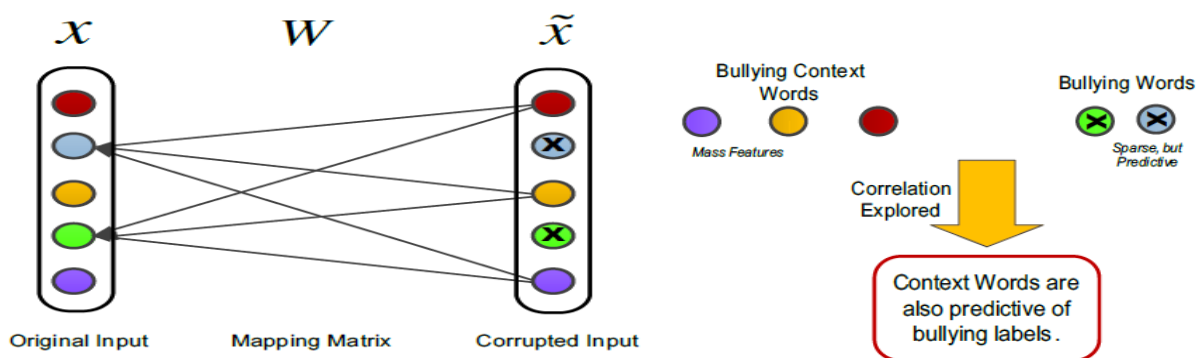 x W x̃
Bullying Context
Words
Bullying Words
Mass Features
Sparse, but
Predictive
Correlation
Explored
Context Words are
also predictive of
bullying labels.
Original Input Mapping Matrix Corrupted Input